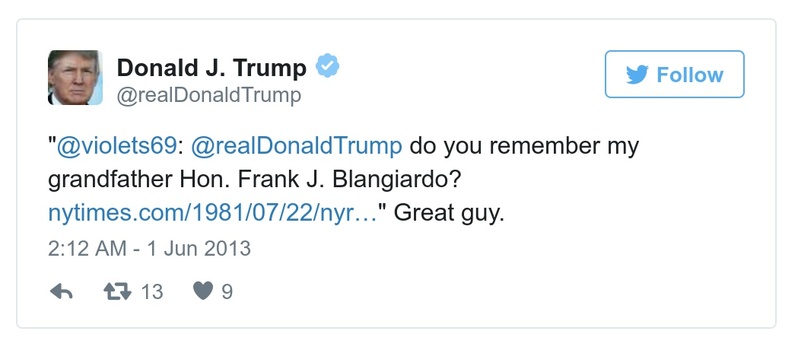 Donald J. Trump
@realDonaldTrump
Follow
"@violets69: @realDonaldTrump do you remember my
grandfather Hon. Frank J. Blangiardo?
nytimes.com/1981/07/22/nyr…" Great guy.
2:12 AM - 1 Jun 2013
13 9